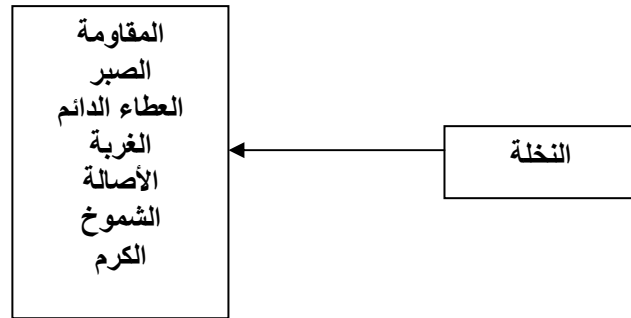 النخلة
المقاومة
الصبر
العطاء الدائم
الغربة
الأصالة
الشموخ
الكرم